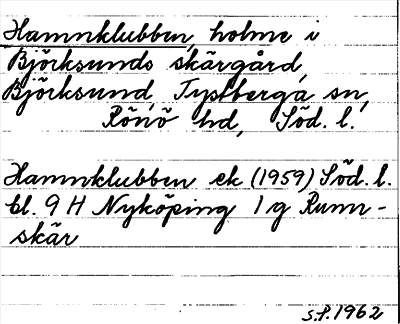 Hamnklubben, holme i
Björksunds skärgård,
Björksund, Tystberga sn,
Rönö hd, Söd. l.
Hamnklubben ek (1959) Söd. l.
bl. 9 H Nyköping 1 g Runn-
skär
S.P. 1962